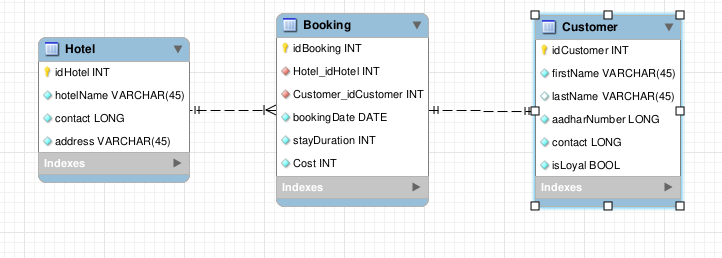 Hotel
idHotel INT
hotelName VARCHAR(45)
contact LONG
address VARCHAR(45)
Indexes
Booking
idBooking INT
Hotel_idHotel INT
Customer_idCustomer INT
bookingDate DATE
stayDuration INT
Cost INT
Indexes
Customer
idCustomer INT
firstName VARCHAR(45)
lastName VARCHAR(45)
aadharNumber LONG
contact LONG
isLoyal BOOL
Indexes